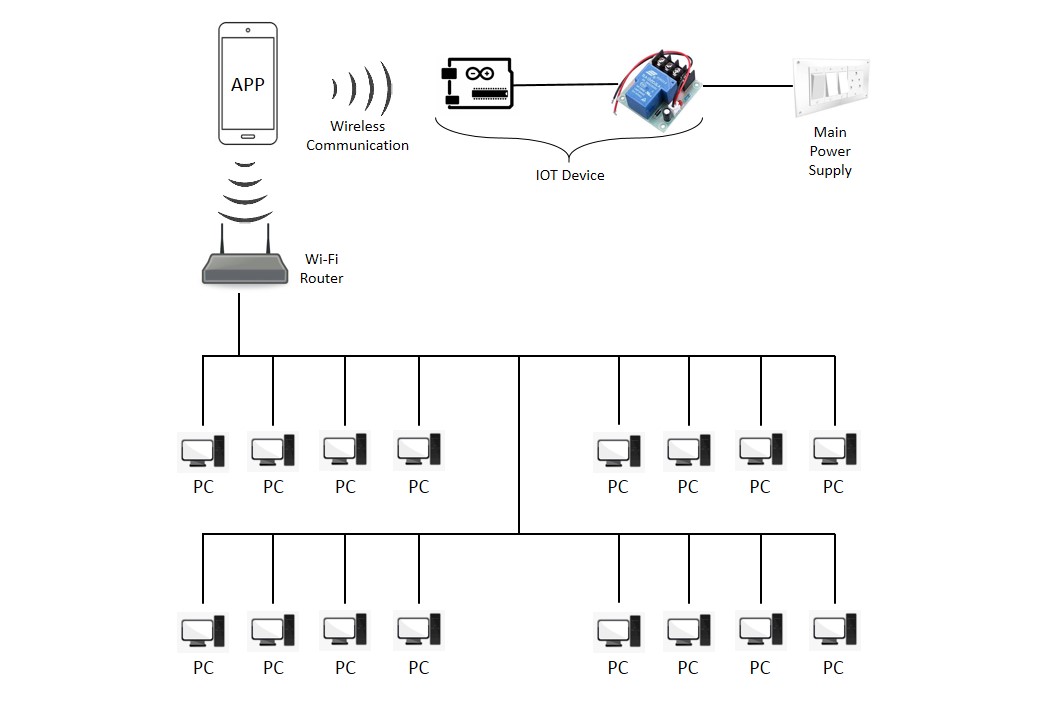 APP
Wireless
Communication
IOT Device
Main
Power
Supply
Wi-Fi
Router
PC PC PC PC PC PC PC PC
PC PC PC PC PC PC PC PC